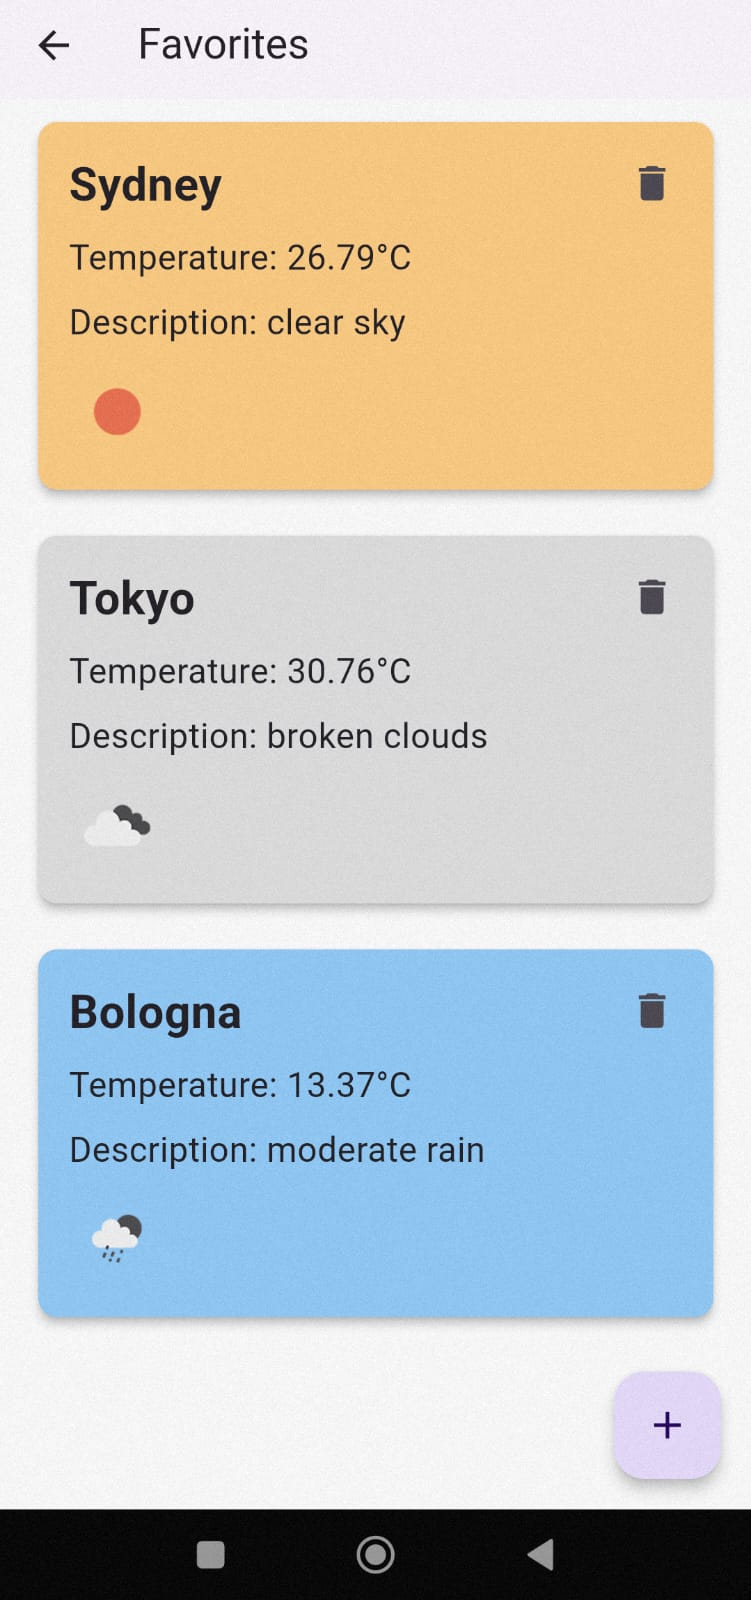 Favorites
Sydney
Temperature: 26.79°C
Description: clear sky
Tokyo
Temperature: 30.76°C
Description: broken clouds
Bologna
Temperature: 13.37°C
Description: moderate rain